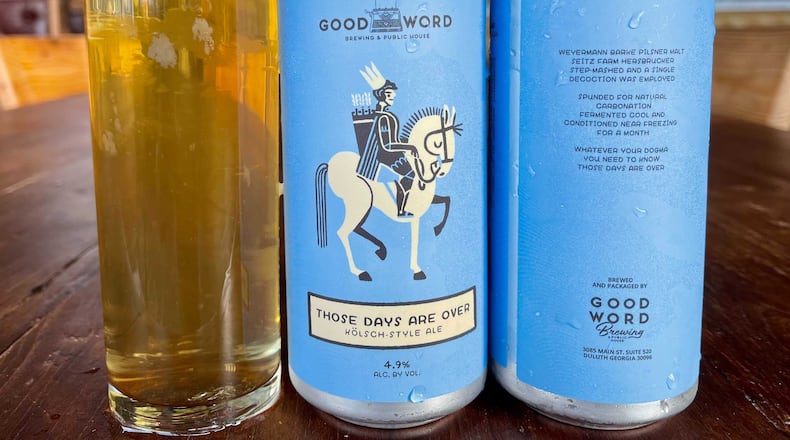 GOOD WORD
BREWING & PUBLIC HOUSE
THOSE DAYS ARE OVER
KÖLSCH-STYLE ALE
4.9%
ALC. BY VOL.
WEYERMANN BARKE PILSNER MALT
SEITZ FARM HERSBRUCKER
STEP-MASHED AND A SINGLE
DECOCTION WAS EMPLOYED
SPUNDED FOR NATURAL
CARBONATION
FERMENTED COOL AND
CONDITIONED NEAR FREEZING
FOR A MONTH
WHATEVER YOUR DOGMA
YOU NEED TO KNOW
THOSE DAYS ARE OVER
BREWED
AND PACKAGED BY
GOOD
WORD
Brewing
& PUBLIC
HOUSE
3085 MAIN ST. SUITE 520
DULUTH GEORGIA 30096